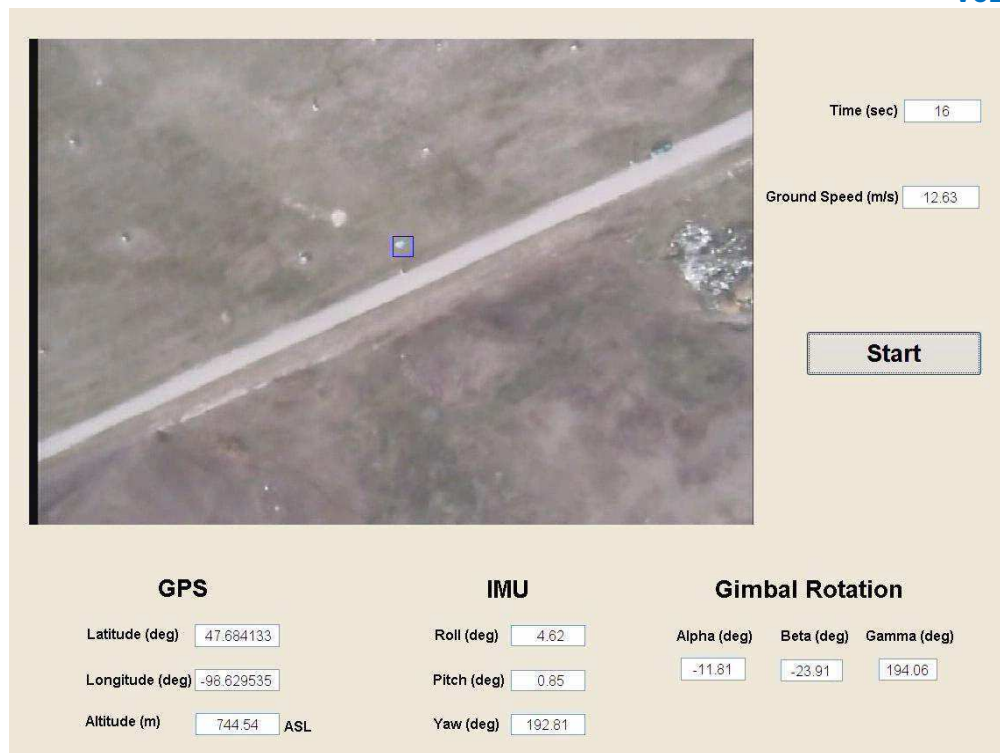 Time (sec) 16
Ground Speed (m/s) 12.63
Start
GPS
Latitude (deg) 47.684133
Longitude (deg) -98.629535
Altitude (m) 744.54 ASL
IMU
Roll (deg) 4.62
Pitch (deg) 0.85
Yaw (deg) 192.81
Gimbal Rotation
Alpha (deg) Beta (deg) Gamma (deg)
-11.81 -23.91 194.06